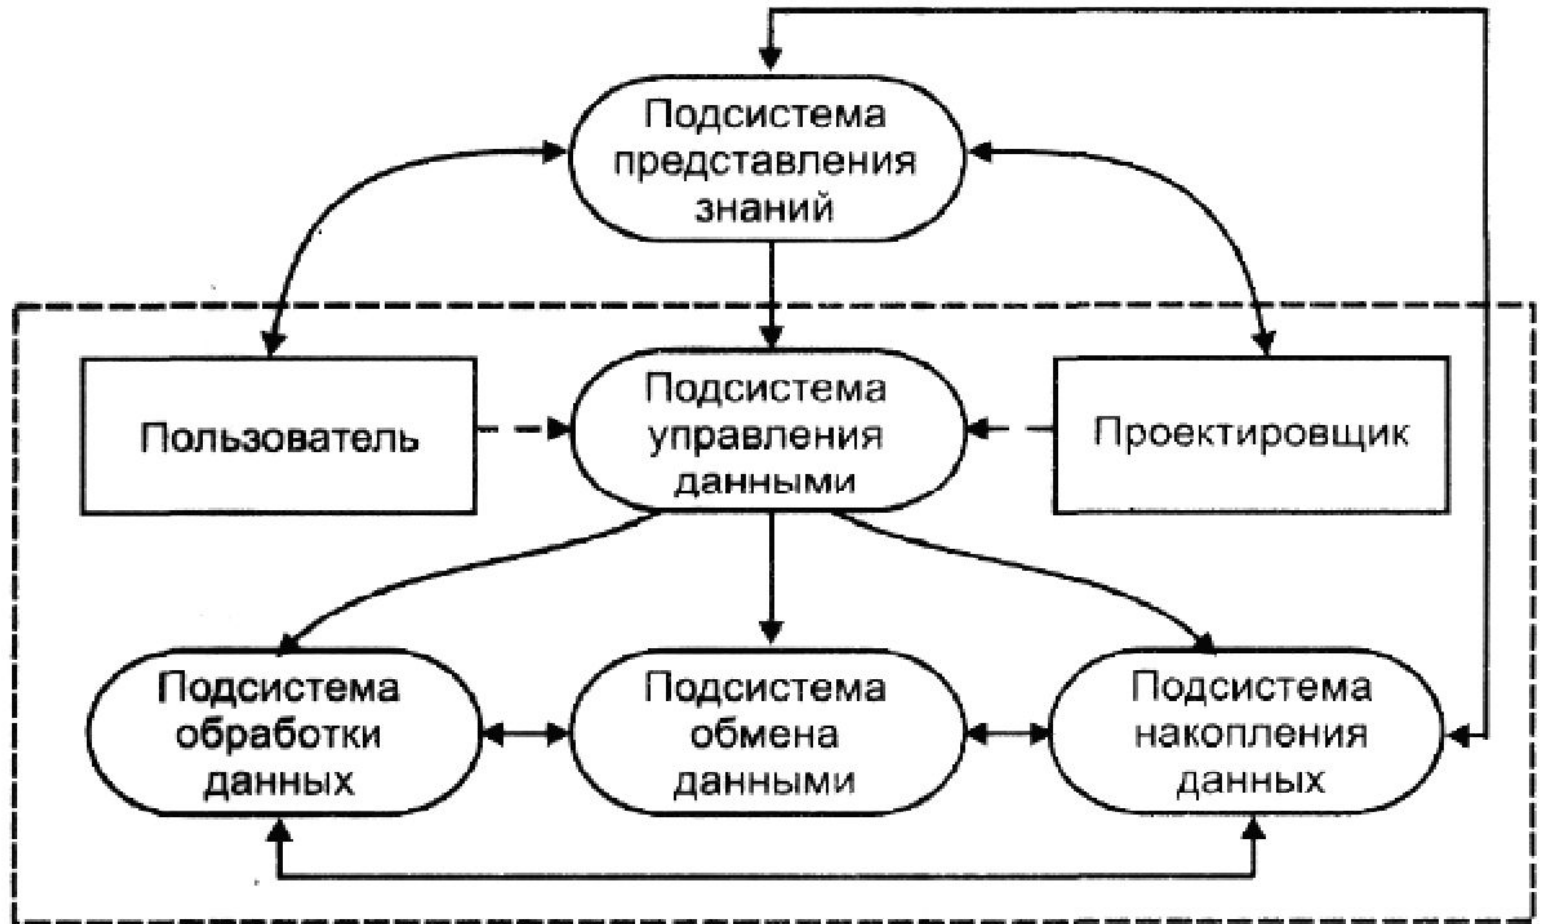 Подсистема
представления
знаний
Пользователь
Подсистема
управления
данными
Проектировщик
Подсистема
обработки
данных
Подсистема
обмена
данными
Подсистема
накопления
данных